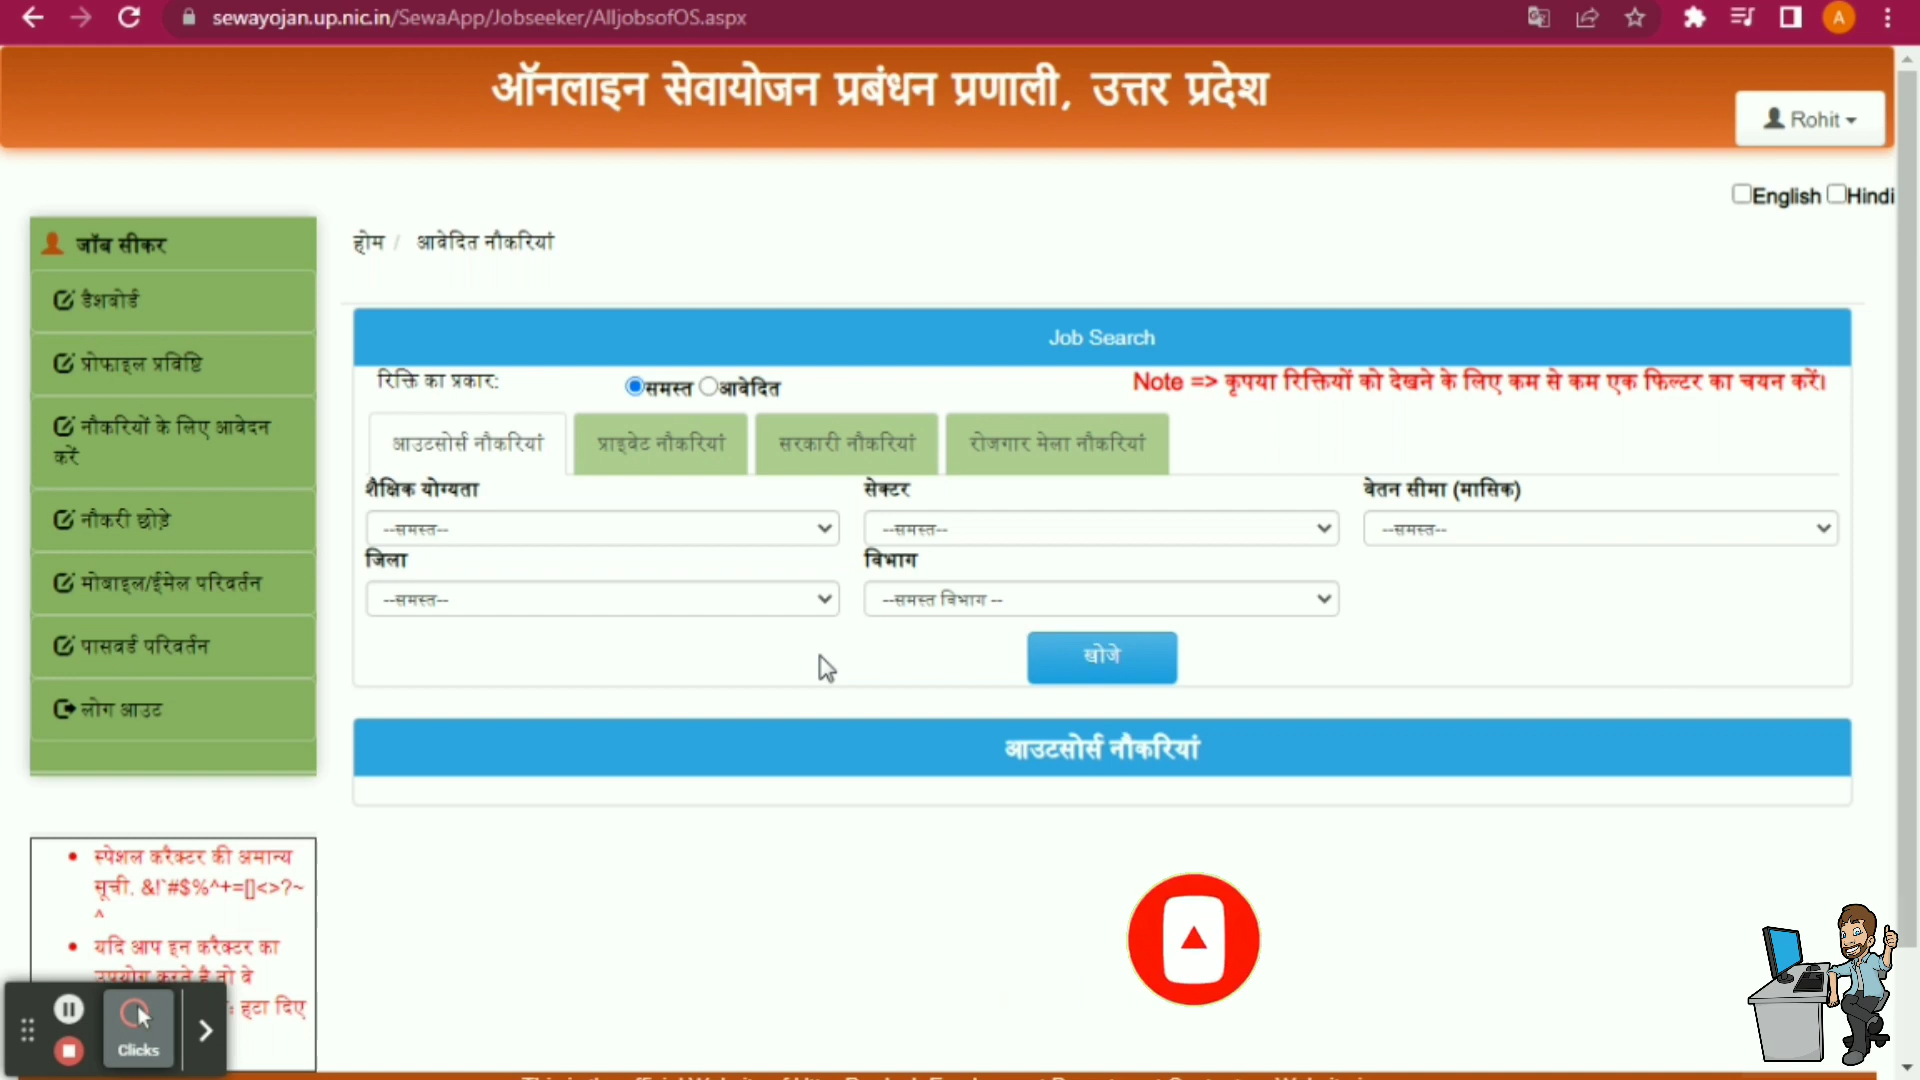 sewayojan.up.nic.in/SewaApp/Jobseeker/AlljobsofOS.aspx
A
ऑनलाइन सेवायोजन प्रबंधन प्रणाली, उत्तर प्रदेश
Rohit
English Hindi
जॉब सीकर
डैशबोर्ड
प्रोफाइल प्रविष्टि
नौकरियों के लिए आवेदन
करें
नौकरी छोड़े
मोबाइल/ईमेल परिवर्तन
पासवर्ड परिवर्तन
लोग आउट
होम / आवेदित नौकरियां
Job Search
रिक्ति का प्रकार:
समस्त आवेदित
Note => कृपया रिक्तियों को देखने के लिए कम से कम एक फिल्टर का चयन करें।
आउटसोर्स नौकरियां प्राइवेट नौकरियां सरकारी नौकरियां रोजगार मेला नौकरियां
शैक्षिक योग्यता सेक्टर वेतन सीमा (मासिक)
--समस्त-- --समस्त-- --समस्त--
जिला विभाग
--समस्त-- --समस्त विभाग --
खोजे
आउटसोर्स नौकरियां
स्पेशल करैक्टर की अमान्य
सूची. &!`#$%^+=[]<>?~
^
यदि आप इन करैक्टर का
उपयोग करते है तो वे
हटा दिए
Clicks